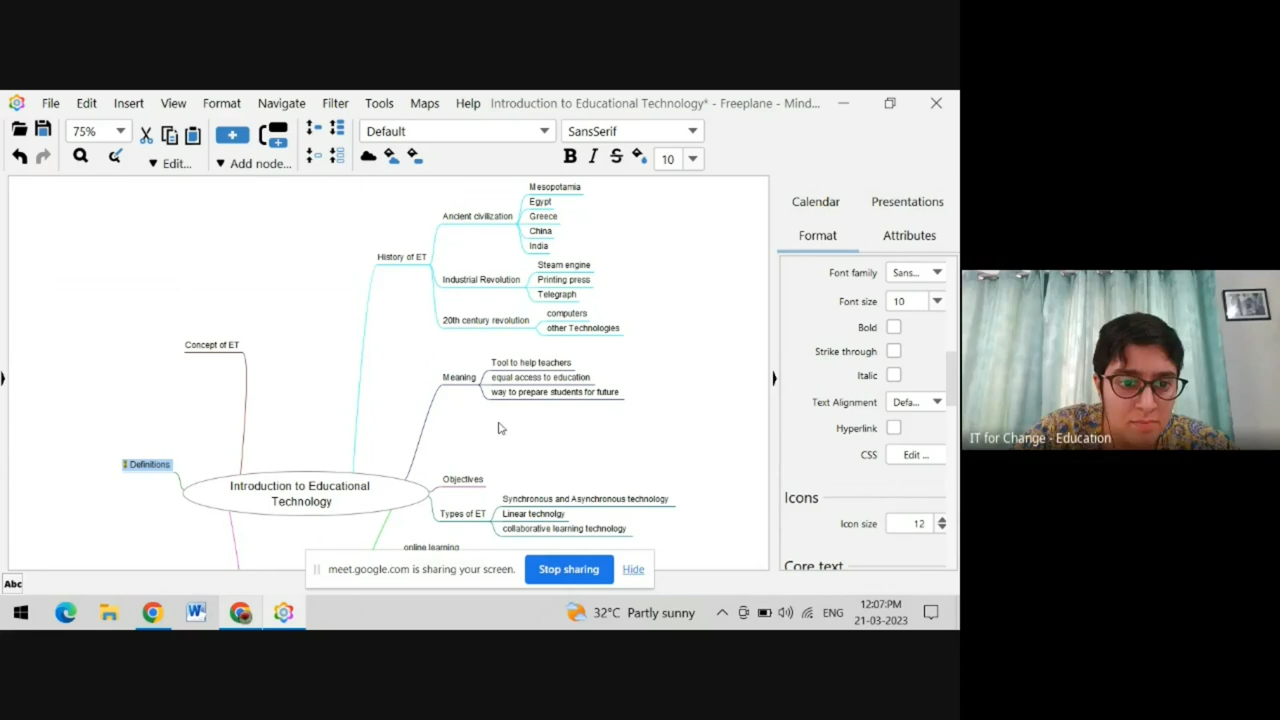 File Edit Insert View Format Navigate Filter Tools Maps Help Introduction to Educational Technology* - Freeplane - Mind...
75% Default SansSerif
Edit... Add node... B I S 10
Mesopotamia
Egypt
Ancient civilization Greece
China
India
History of ET
Steam engine
Industrial Revolution Printing press
Telegraph
computers
20th century revolution
other Technologies
Concept of ET
Tool to help teachers
Meaning equal access to education
way to prepare students for future
Definitions
Introduction to Educational
Technology
Objectives
Synchronous and Asynchronous technology
Types of ET Linear technolgy
collaborative learning technology
online learning
Calendar Presentations
Format Attributes
Font family Sans...
Font size 10
Bold
Strike through
Italic
Text Alignment Defa...
Hyperlink
CSS Edit ...
Icons
Icon size 12
Core text
meet.google.com is sharing your screen. Stop sharing Hide
Abc
32°C Partly sunny ENG 12:07:PM
21-03-2023
IT for Change - Education